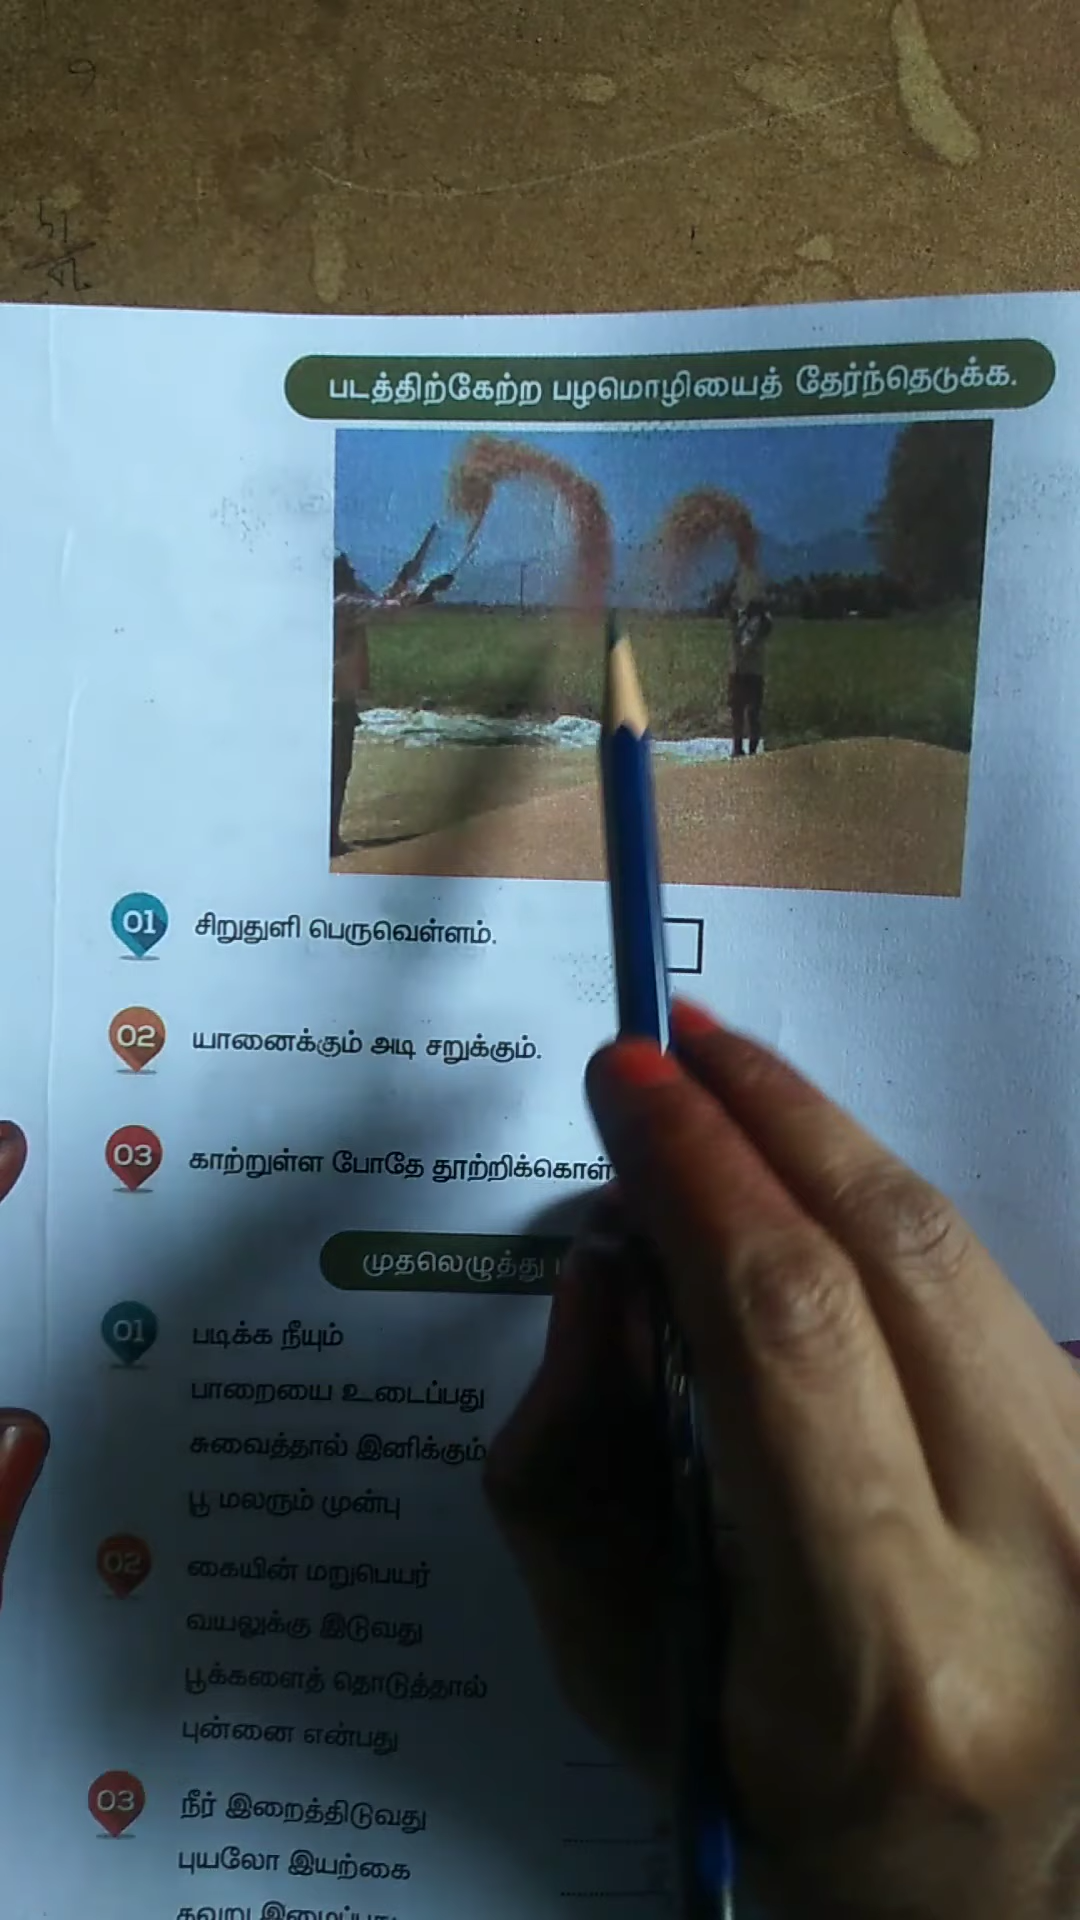 படத்திற்கேற்ற பழமொழியைத் தேர்ந்தெடுக்க.
01 சிறுதுளி பெருவெள்ளம்.
02 யானைக்கும் அடி சறுக்கும்.
03 காற்றுள்ள போதே தூற்றிக்கொள்
முதலெழுத்து
01 படிக்க நீயும்
பாறையை உடைப்பது
சுவைத்தால் இனிக்கும்
பூ மலரும் முன்பு
02 கையின் மறுபெயர்
வயலுக்கு இடுவது
பூக்களைத் தொடுத்தால்
புன்னை என்பது
03 நீர் இறைத்திடுவது
புயலோ இயற்கை